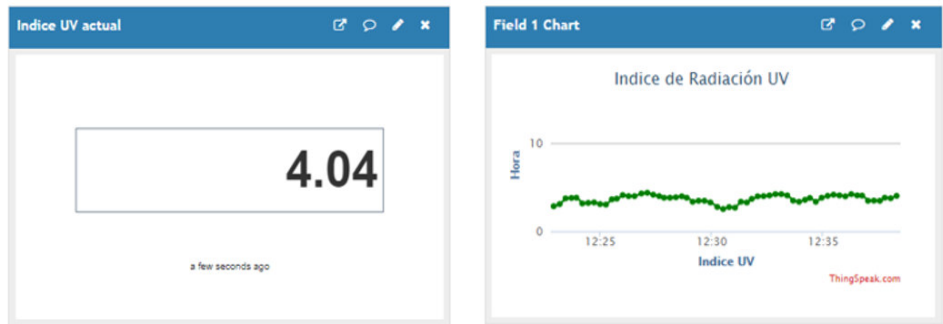 Indice UV actual
4.04
a few seconds ago
Field 1 Chart
Indice de Radiación UV
Hora
10
0
12:25
12:30
12:35
Indice UV
ThingSpeak.com